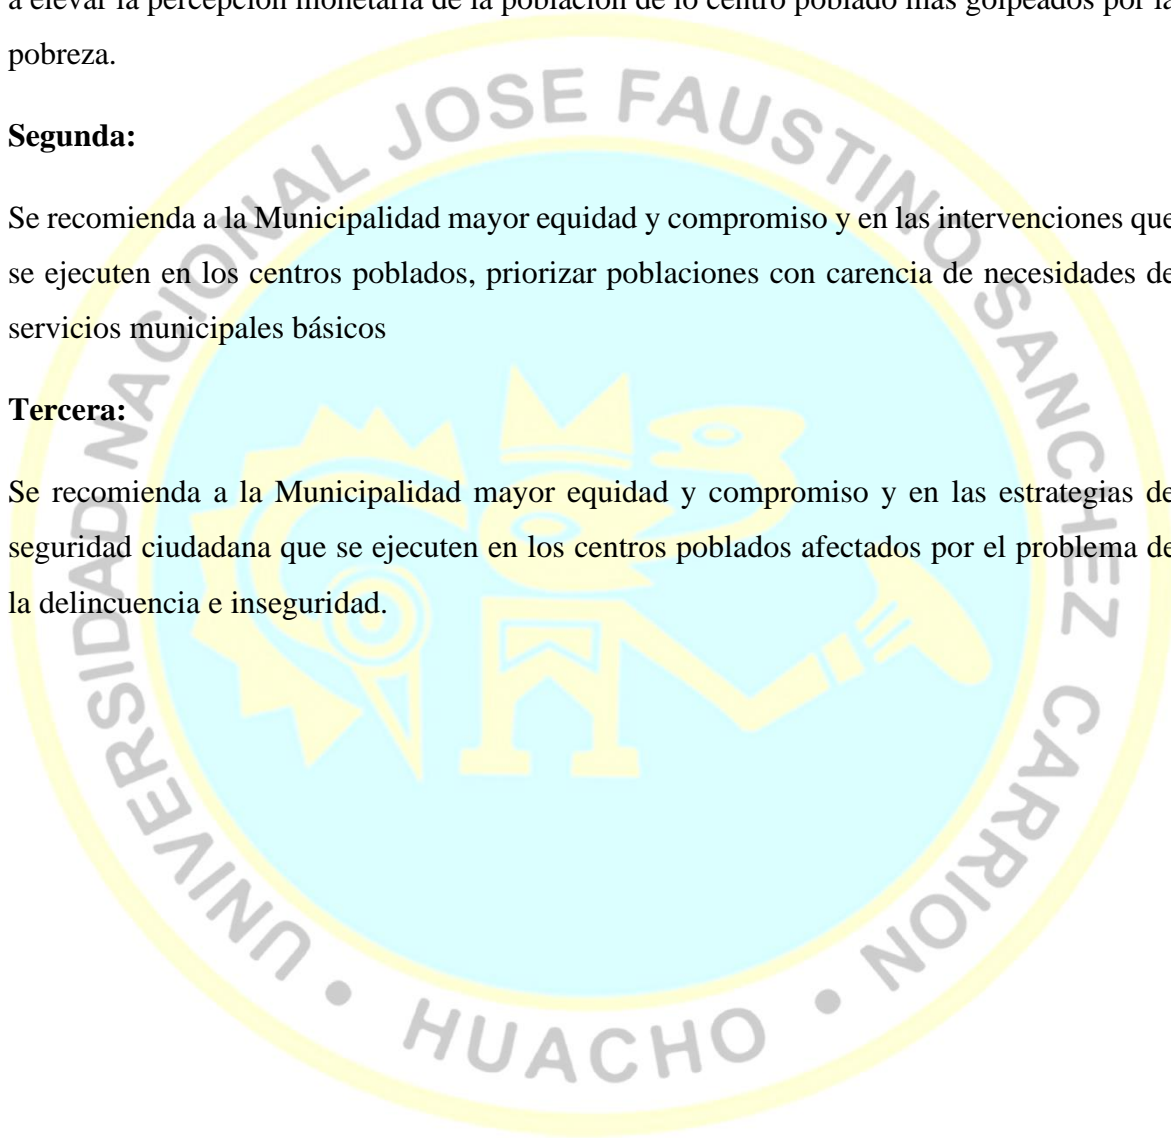 a elevar la percepción monetaria de la población de lo centro poblado más golpeados por la
pobreza.
Segunda:
Se recomienda a la Municipalidad mayor equidad y compromiso y en las intervenciones que
se ejecuten en los centros poblados, priorizar poblaciones con carencia de necesidades de
servicios municipales básicos
Tercera:
Se recomienda a la Municipalidad mayor equidad y compromiso y en las estrategias de
seguridad ciudadana que se ejecuten en los centros poblados afectados por el problema de
la delincuencia e inseguridad.
UNIVERSIDAD NACIONAL JOSE FAUSTINO SANCHEZ CARRION • HUACHO •